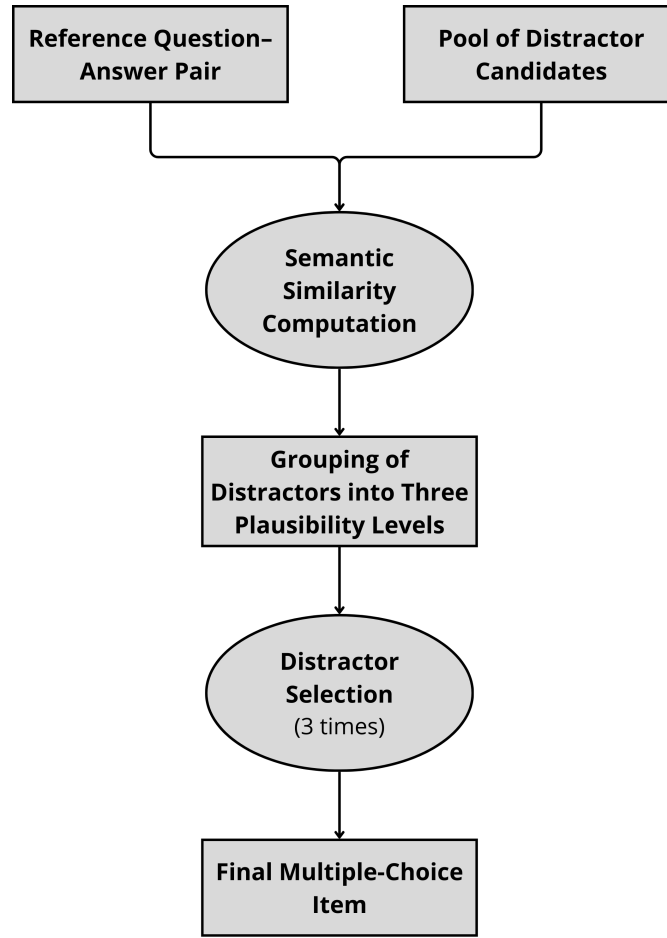 Reference Question–
Answer Pair
Pool of Distractor
Candidates
Semantic
Similarity
Computation
Grouping of
Distractors into Three
Plausibility Levels
Distractor
Selection
(3 times)
Final Multiple-Choice
Item